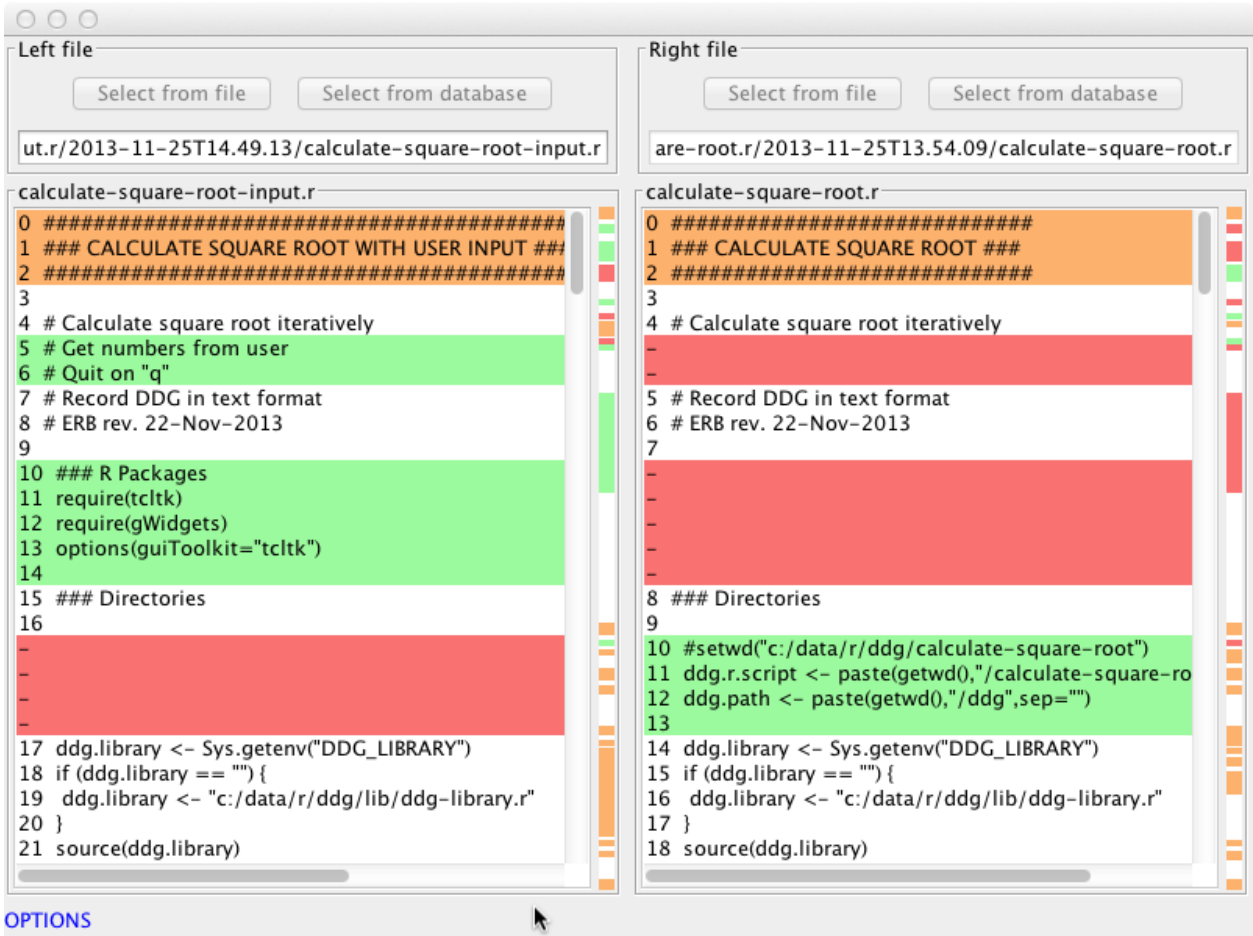 Left file
Select from file Select from database
ut.r/2013-11-25T14.49.13/calculate-square-root-input.r
calculate-square-root-input.r
0 ##########################################
1 ### CALCULATE SQUARE ROOT WITH USER INPUT ###
2 ##########################################
3
4 # Calculate square root iteratively
5 # Get numbers from user
6 # Quit on "q"
7 # Record DDG in text format
8 # ERB rev. 22-Nov-2013
9
10 ### R Packages
11 require(tcltk)
12 require(gWidgets)
13 options(guiToolkit="tcltk")
14
15 ### Directories
16
-
-
-
-
17 ddg.library <- Sys.getenv("DDG_LIBRARY")
18 if (ddg.library == "") {
19 ddg.library <- "c:/data/r/ddg/lib/ddg-library.r"
20 }
21 source(ddg.library)
Right file
Select from file Select from database
are-root.r/2013-11-25T13.54.09/calculate-square-root.r
calculate-square-root.r
0 #############################
1 ### CALCULATE SQUARE ROOT ###
2 #############################
3
4 # Calculate square root iteratively
-
-
5 # Record DDG in text format
6 # ERB rev. 22-Nov-2013
7
-
-
-
-
-
8 ### Directories
9
10 #setwd("c:/data/r/ddg/calculate-square-root")
11 ddg.r.script <- paste(getwd(),"/calculate-square-ro
12 ddg.path <- paste(getwd(),"/ddg",sep="")
13
14 ddg.library <- Sys.getenv("DDG_LIBRARY")
15 if (ddg.library == "") {
16 ddg.library <- "c:/data/r/ddg/lib/ddg-library.r"
17 }
18 source(ddg.library)
OPTIONS